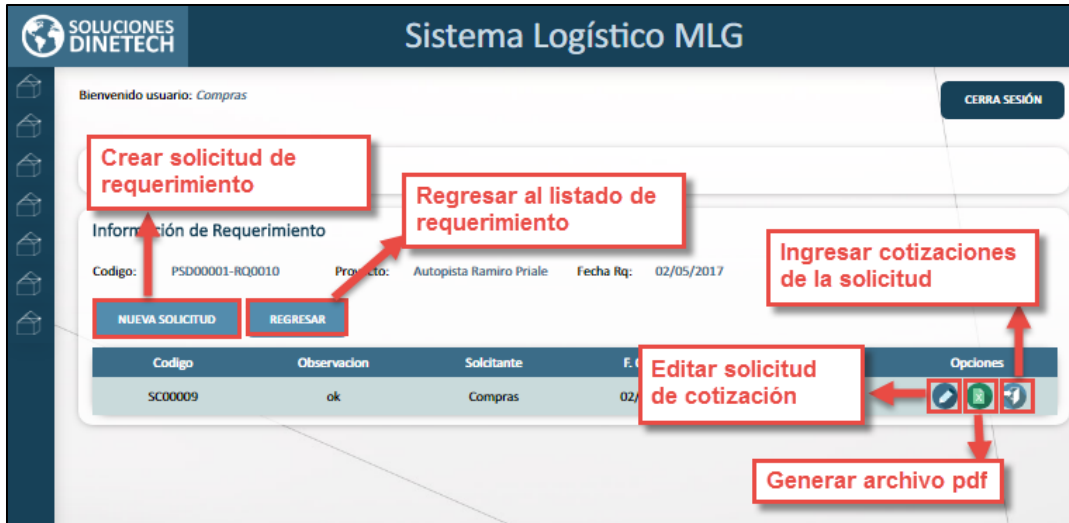 SOLUCIONES
DINETECH
Sistema Logístico MLG
Bienvenido usuario: Compras
CERRA SESIÓN
Crear solicitud de
requerimiento
Regresar al listado de
requerimiento
Información de Requerimiento
Ingresar cotizaciones
de la solicitud
Codigo: PSD00001-RQ0010 Proyecto: Autopista Ramiro Priale Fecha Rq: 02/05/2017
NUEVA SOLICITUD REGRESAR
Codigo Observacion Solcitante F. Opciones
Editar solicitud
de cotización
SC00009 ok Compras 02/
Generar archivo pdf